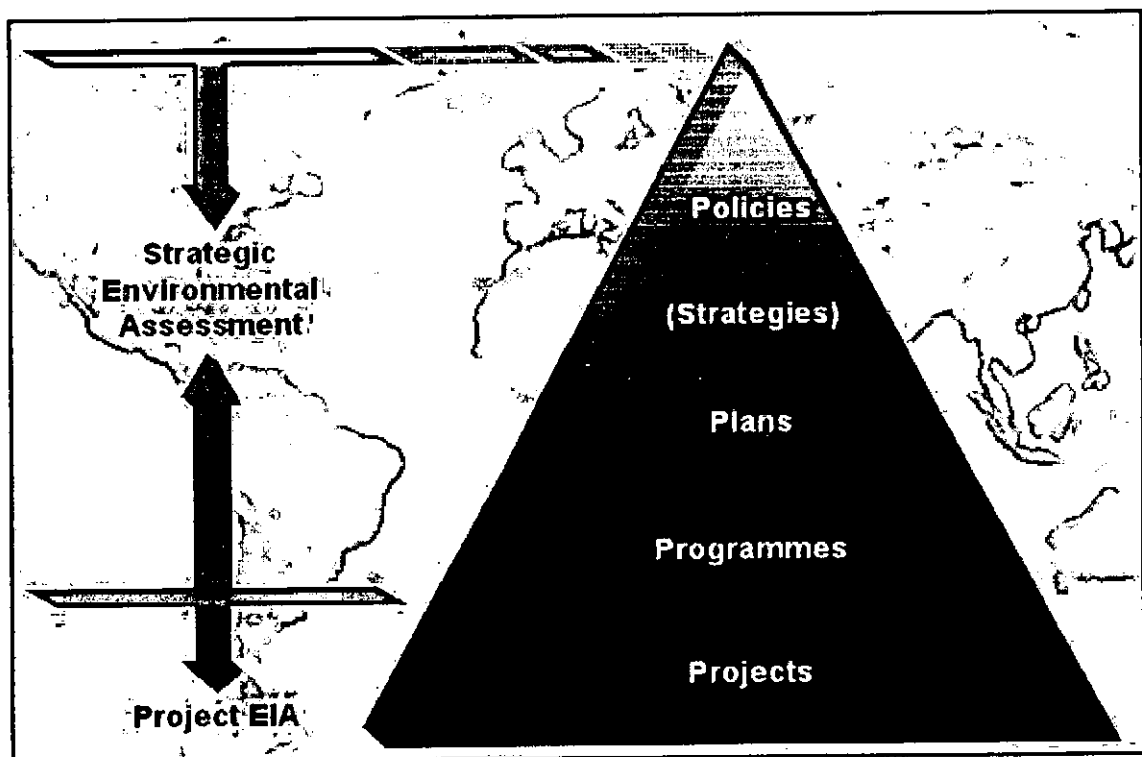 Strategic
Environmental
Assessment
Project EIA
Policies
(Strategies)
Plans
Programmes
Projects